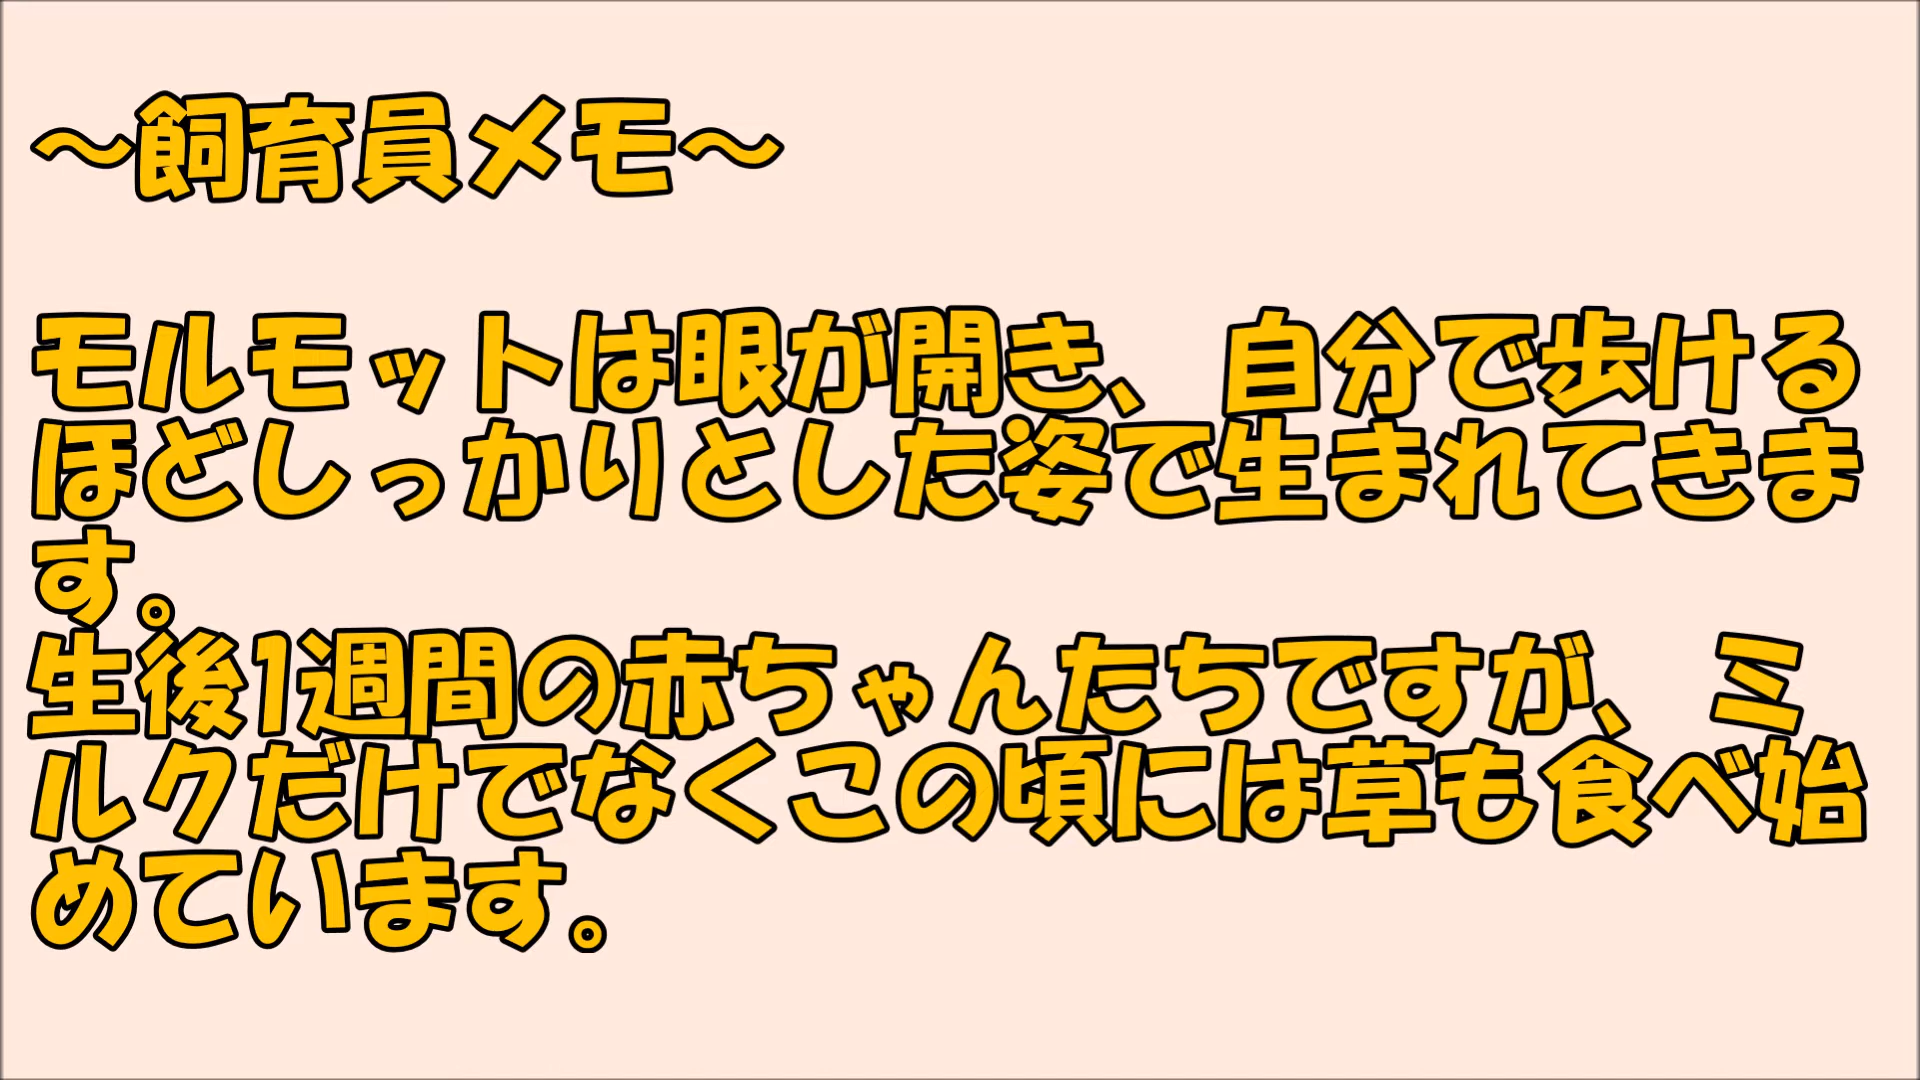 ～飼育員メモ～
モルモットは眼が開き、自分で歩ける
ほどしっかりとした姿で生まれてきま
す。
生後1週間の赤ちゃんたちですが、ミ
ルクだけでなくこの頃には草も食べ始
めています。